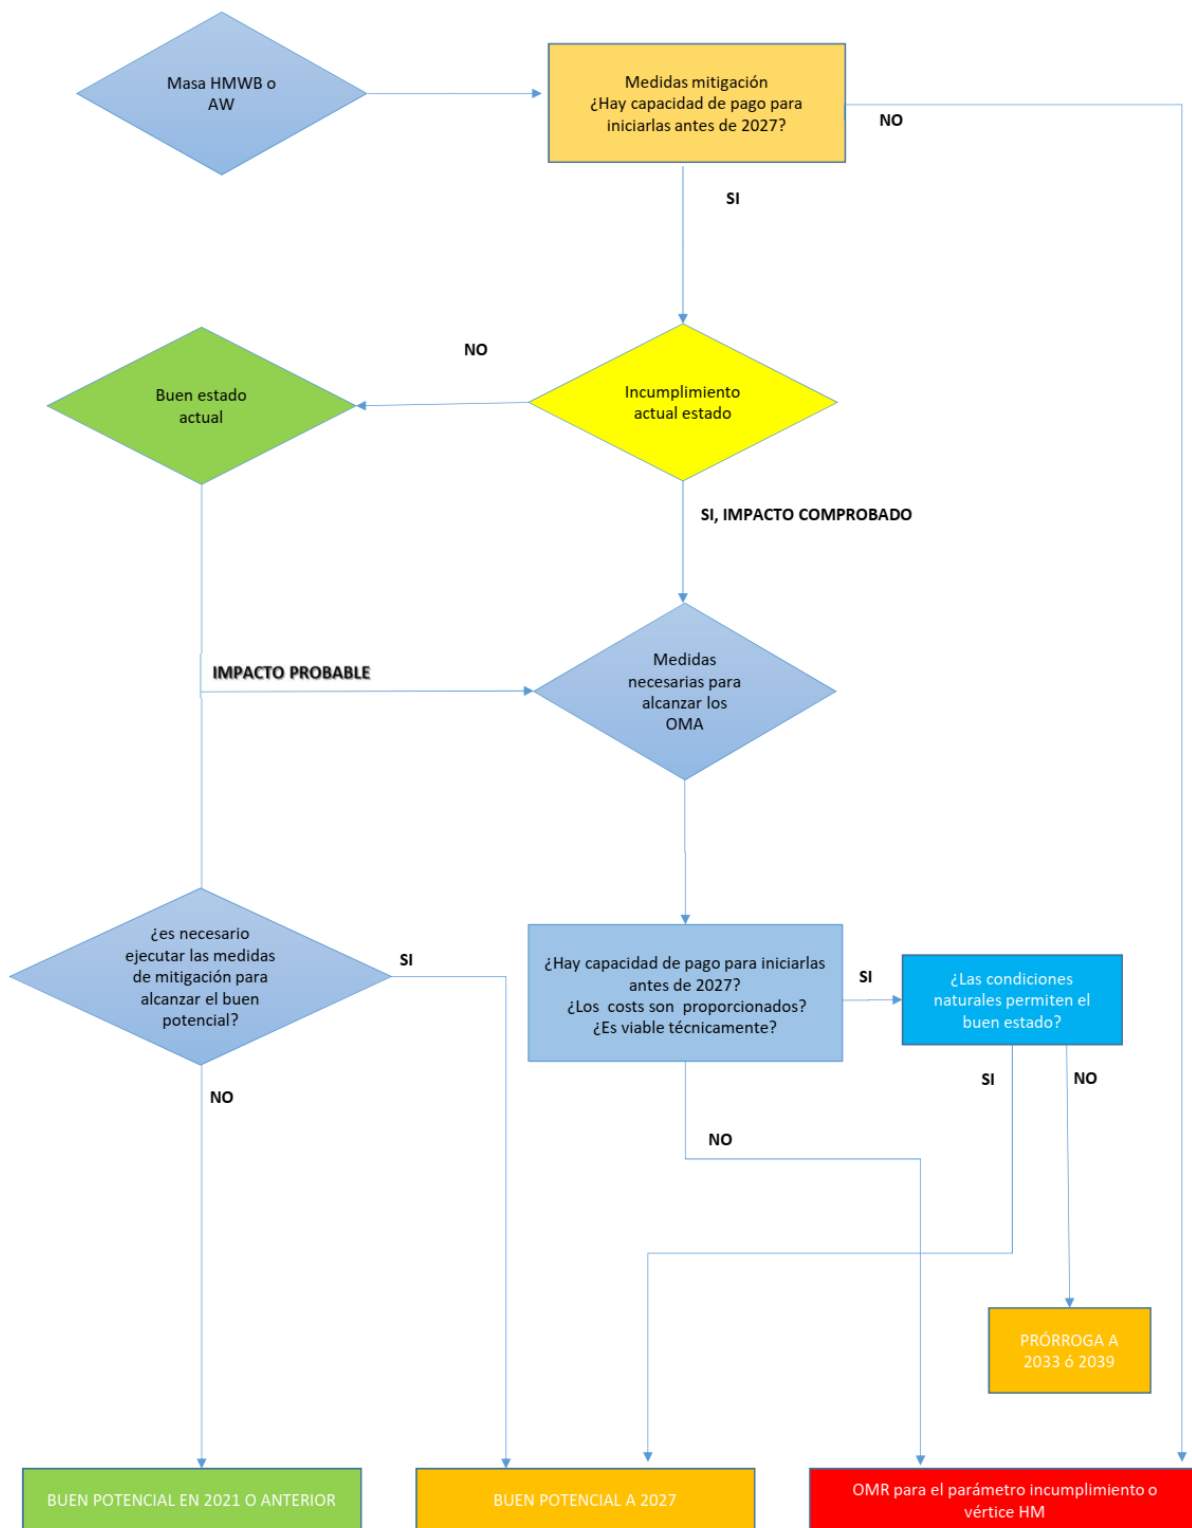 Masa HMWB o
AW
Medidas mitigación
¿Hay capacidad de pago para
iniciarlas antes de 2027?
NO
SI
NO
Buen estado
actual
Incumplimiento
actual estado
SI, IMPACTO COMPROBADO
IMPACTO PROBABLE
Medidas
necesarias para
alcanzar los
OMA
¿es necesario
ejecutar las medidas
de mitigación para
alcanzar el buen
potencial?
SI
¿Hay capacidad de pago para iniciarlas
antes de 2027?
¿Los costs son proporcionados?
¿Es viable técnicamente?
SI
¿Las condiciones
naturales permiten el
buen estado?
SI
NO
NO
NO
PRÓRROGA A
2033 ó 2039
BUEN POTENCIAL EN 2021 O ANTERIOR
BUEN POTENCIAL A 2027
OMR para el parámetro incumplimiento o
vértice HM